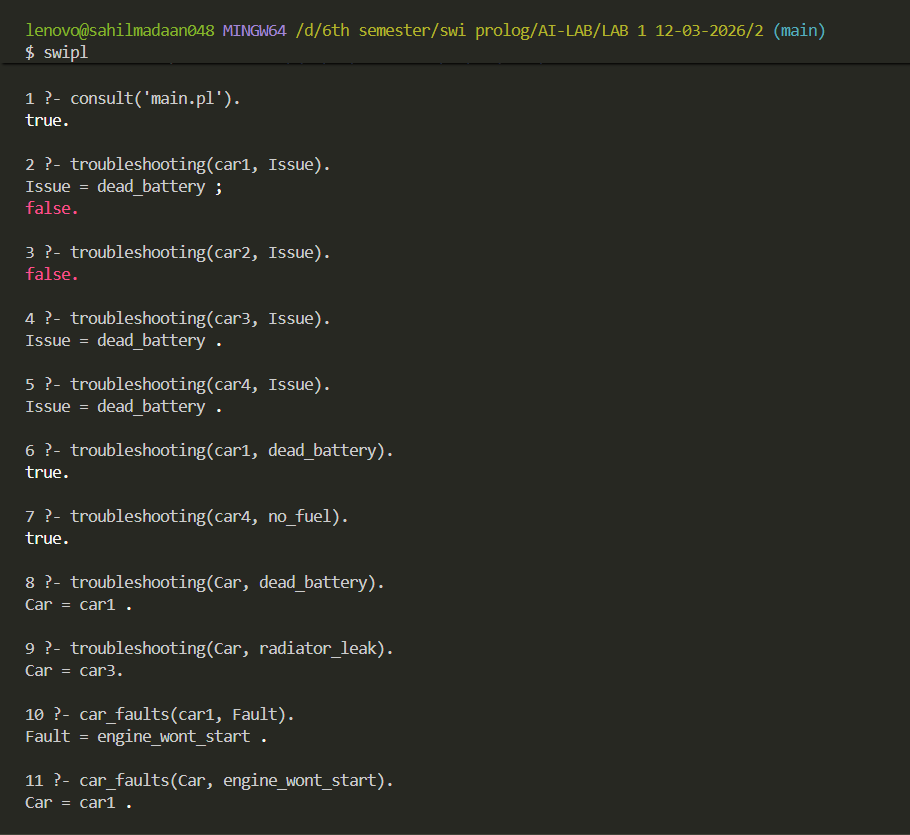 lenovo@sahilmadaan048 MINGW64 /d/6th semester/swi prolog/AI-LAB/LAB 1 12-03-2026/2 (main)
$ swipl
1 ?- consult('main.pl').
true.
2 ?- troubleshooting(car1, Issue).
Issue = dead_battery ;
false.
3 ?- troubleshooting(car2, Issue).
false.
4 ?- troubleshooting(car3, Issue).
Issue = dead_battery .
5 ?- troubleshooting(car4, Issue).
Issue = dead_battery .
6 ?- troubleshooting(car1, dead_battery).
true.
7 ?- troubleshooting(car4, no_fuel).
true.
8 ?- troubleshooting(Car, dead_battery).
Car = car1 .
9 ?- troubleshooting(Car, radiator_leak).
Car = car3.
10 ?- car_faults(car1, Fault).
Fault = engine_wont_start .
11 ?- car_faults(Car, engine_wont_start).
Car = car1 .